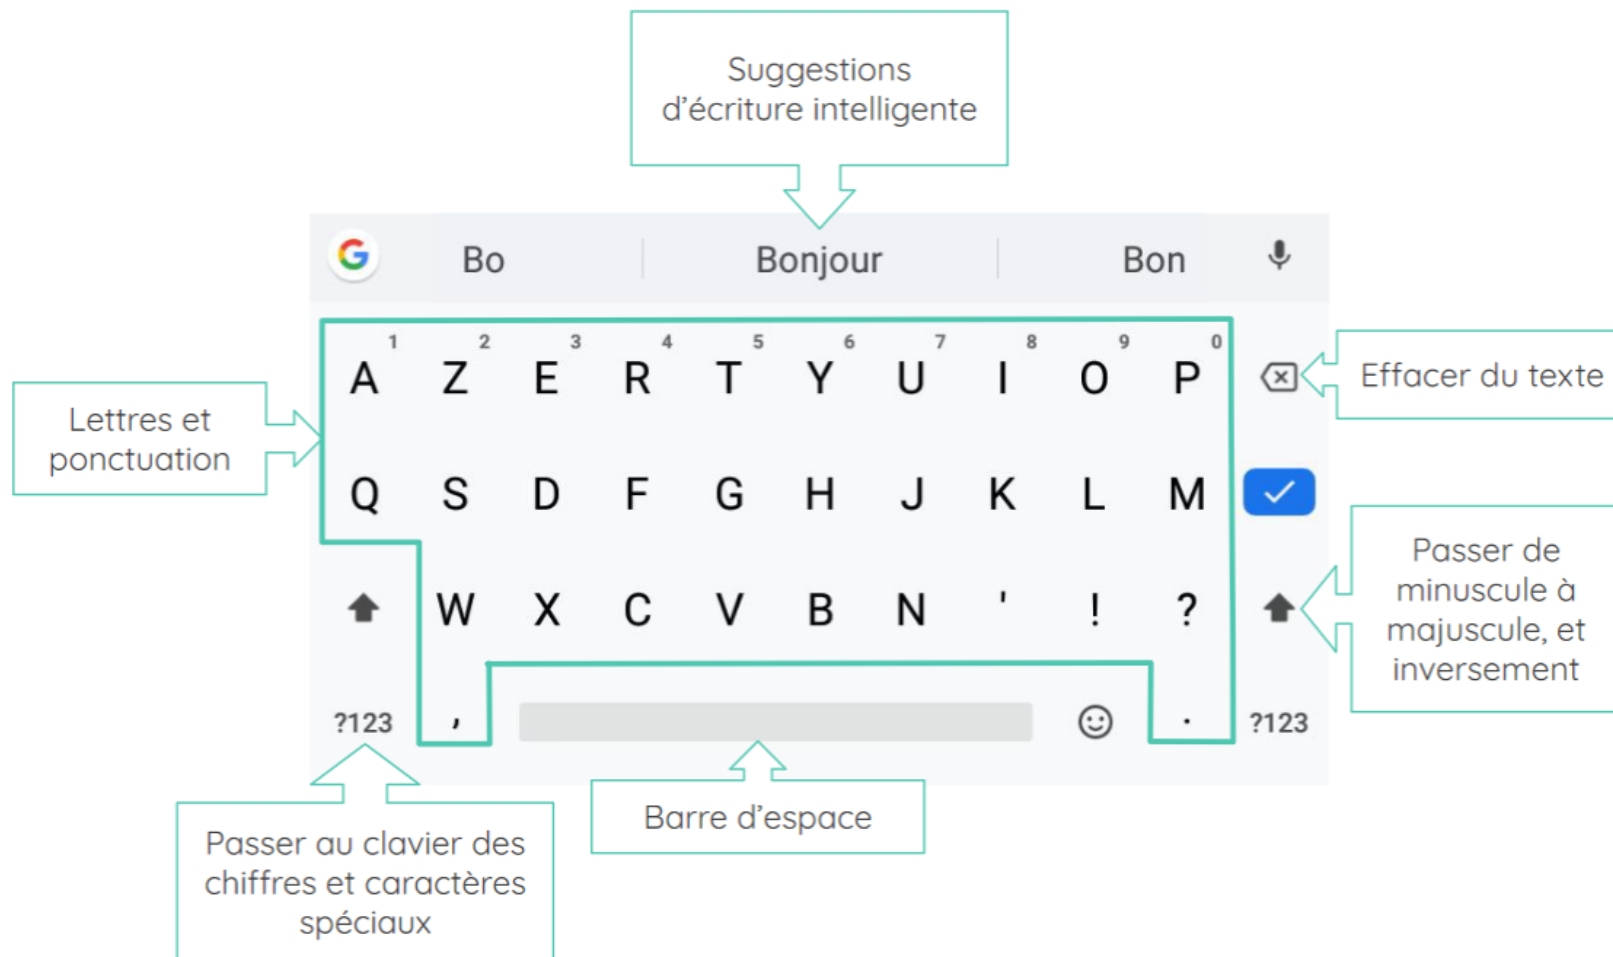 Suggestions
d'écriture intelligente
G Bo Bonjour Bon
1 2 3 4 5 6 7 8 9 0
A Z E R T Y U I O P
Effacer du texte
Lettres et
ponctuation
Q S D F G H J K L M
Passer de
minuscule à
majuscule, et
inversement
W X C V B N ' ! ?
?123 , . ?123
Barre d'espace
Passer au clavier des
chiffres et caractères
spéciaux